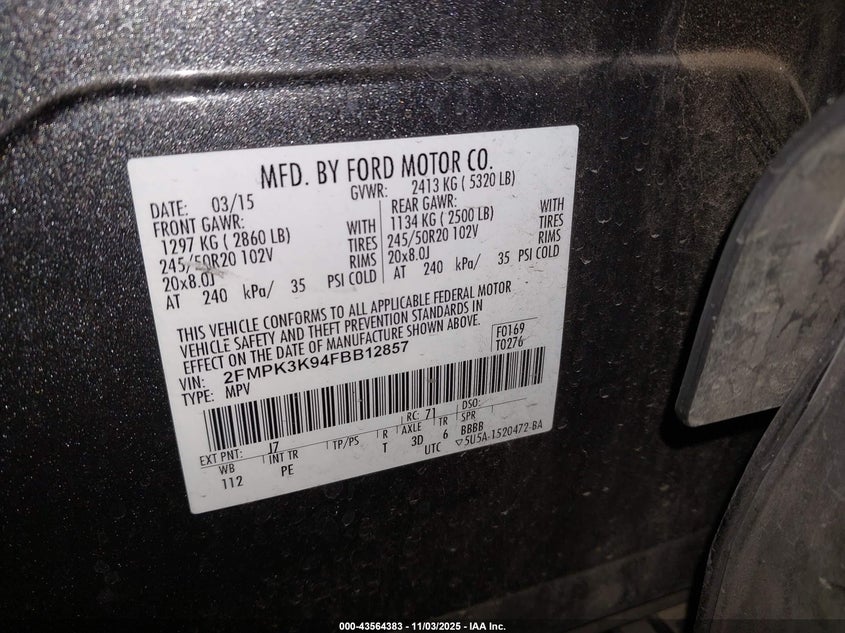 MFD. BY FORD MOTOR CO.
DATE: 03/15 GVWR: 2413 KG ( 5320 LB)
FRONT GAWR: REAR GAWR:
1297 KG ( 2860 LB) WITH 1134 KG ( 2500 LB) WITH
245/50R20 102V TIRES 245/50R20 102V TIRES
20x8.0J RIMS 20x8.0J RIMS
AT 240 kPa/ 35 PSI COLD AT 240 kPa/ 35 PSI COLD
THIS VEHICLE CONFORMS TO ALL APPLICABLE FEDERAL MOTOR
VEHICLE SAFETY AND THEFT PREVENTION STANDARDS IN
EFFECT ON THE DATE OF MANUFACTURE SHOWN ABOVE.
F0169
T0276
VIN: 2FMPK3K94FBB12857
TYPE: MPV
EXT PNT: J7 RC: 71 DSO:
WB INT TR TP/PS R AXLE TR SPR
112 PE T 3D 6 BBBB
UTC ▽5U5A-1520472-BA
000-43564383 - 11/03/2025 - IAA Inc.